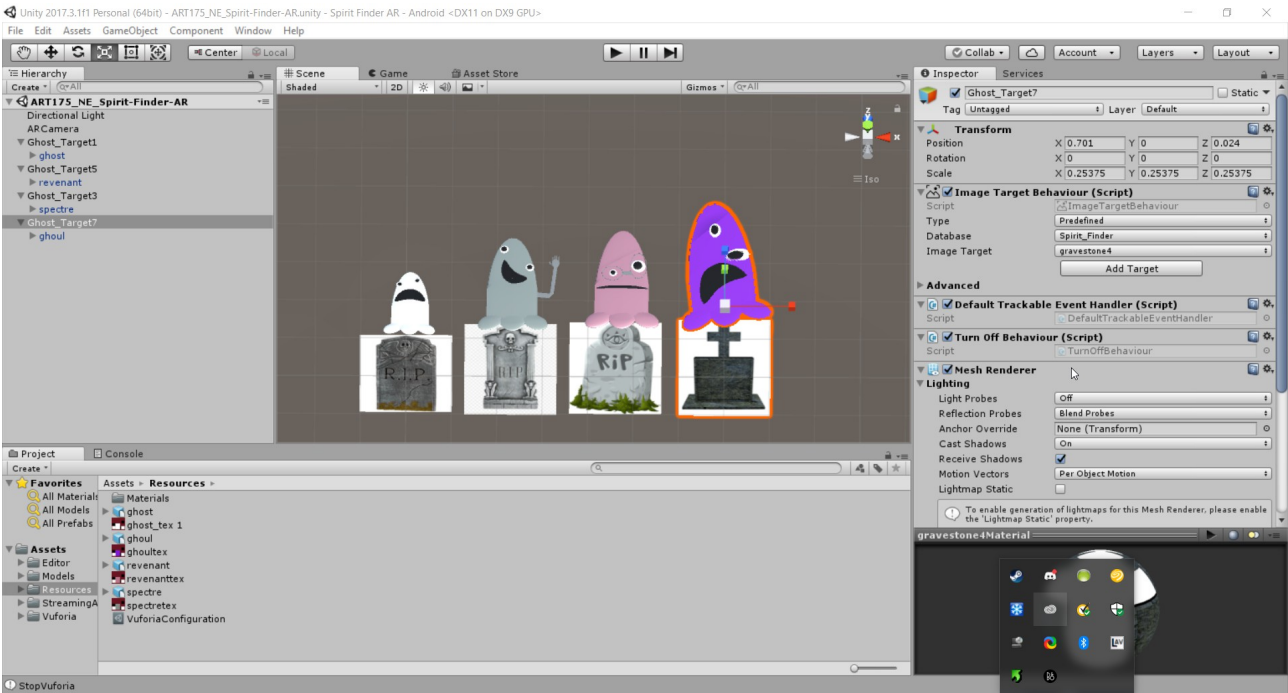 Unity 2017.3.1f1 Personal (64bit) - ART175_NE_Spirit-Finder-AR.unity - Spirit Finder AR - Android <DX11 on DX9 GPU>
File Edit Assets GameObject Component Window Help
Center Local Collab Account Layers Layout
Hierarchy
Create All
ART175_NE_Spirit-Finder-AR
Directional Light
ARCamera
Ghost_Target1
ghost
Ghost_Target5
revenant
Ghost_Target3
spectre
Ghost_Target7
ghoul
Scene Game Asset Store
Shaded 2D Gizmos All
z
x
Iso
R.I.P.
R I P
RiP
Inspector Services
Ghost_Target7 Static
Tag Untagged Layer Default
Transform
Position X 0.701 Y 0 Z 0.024
Rotation X 0 Y 0 Z 0
Scale X 0.25375 Y 0.25375 Z 0.25375
Image Target Behaviour (Script)
Script ImageTargetBehaviour
Type Predefined
Database Spirit_Finder
Image Target gravestone4
Add Target
Advanced
Default Trackable Event Handler (Script)
Script DefaultTrackableEventHandler
Turn Off Behaviour (Script)
Script TurnOffBehaviour
Mesh Renderer
Lighting
Light Probes Off
Reflection Probes Blend Probes
Anchor Override None (Transform)
Cast Shadows On
Receive Shadows
Motion Vectors Per Object Motion
Lightmap Static
To enable generation of lightmaps for this Mesh Renderer, please enable
the 'Lightmap Static' property.
gravestone4Material
LAV
Project Console
Create
Favorites
All Materials
All Models
All Prefabs
Assets
Editor
Models
Resources
StreamingA
Vuforia
Assets Resources
Materials
ghost
ghost_tex 1
ghoul
ghoultex
revenant
revenanttex
spectre
spectretex
VuforiaConfiguration
StopVuforia